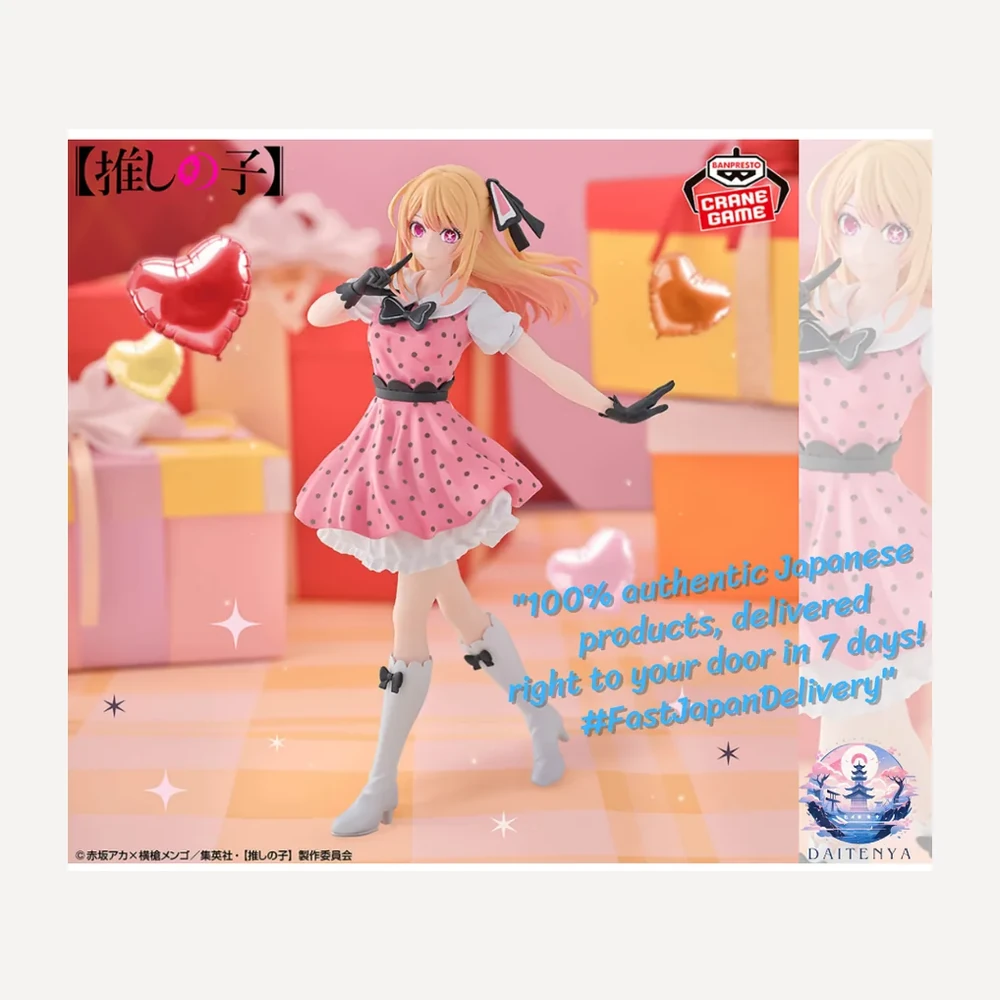 【推しの子】
BANPRESTO
CRANE
GAME
"100% authentic Japanese
products, delivered
right to your door in 7 days!
#FastJapanDelivery"
DAITENYA
©赤坂アカ×横槍メンゴ／集英社・【推しの子】製作委員会